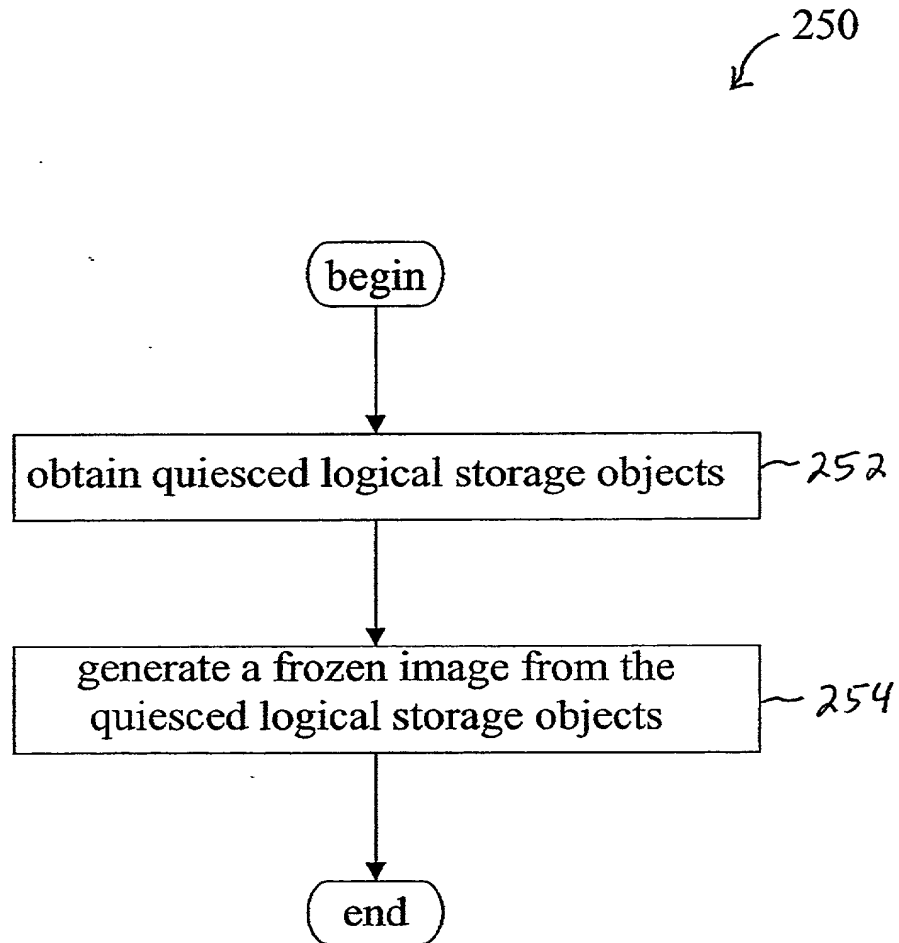 250
begin
obtain quiesced logical storage objects
252
generate a frozen image from the
quiesced logical storage objects
254
end